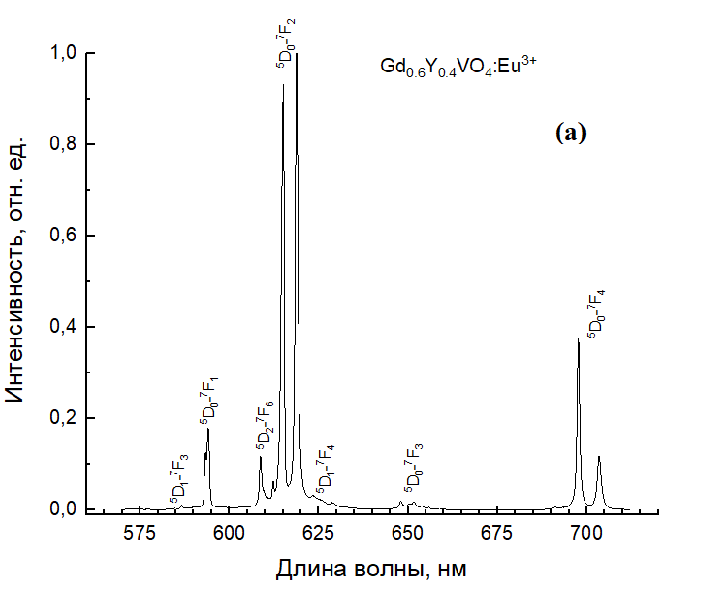 Gd0.6Y0.4VO4:Eu3+
(a)
5D0-7F2
5D1-7F3
5D0-7F1
5D2-7F6
5D1-7F4
5D0-7F3
5D0-7F4
Интенсивность, отн. ед.
1,0
0,8
0,6
0,4
0,2
0,0
575
600
625
650
675
700
Длина волны, нм